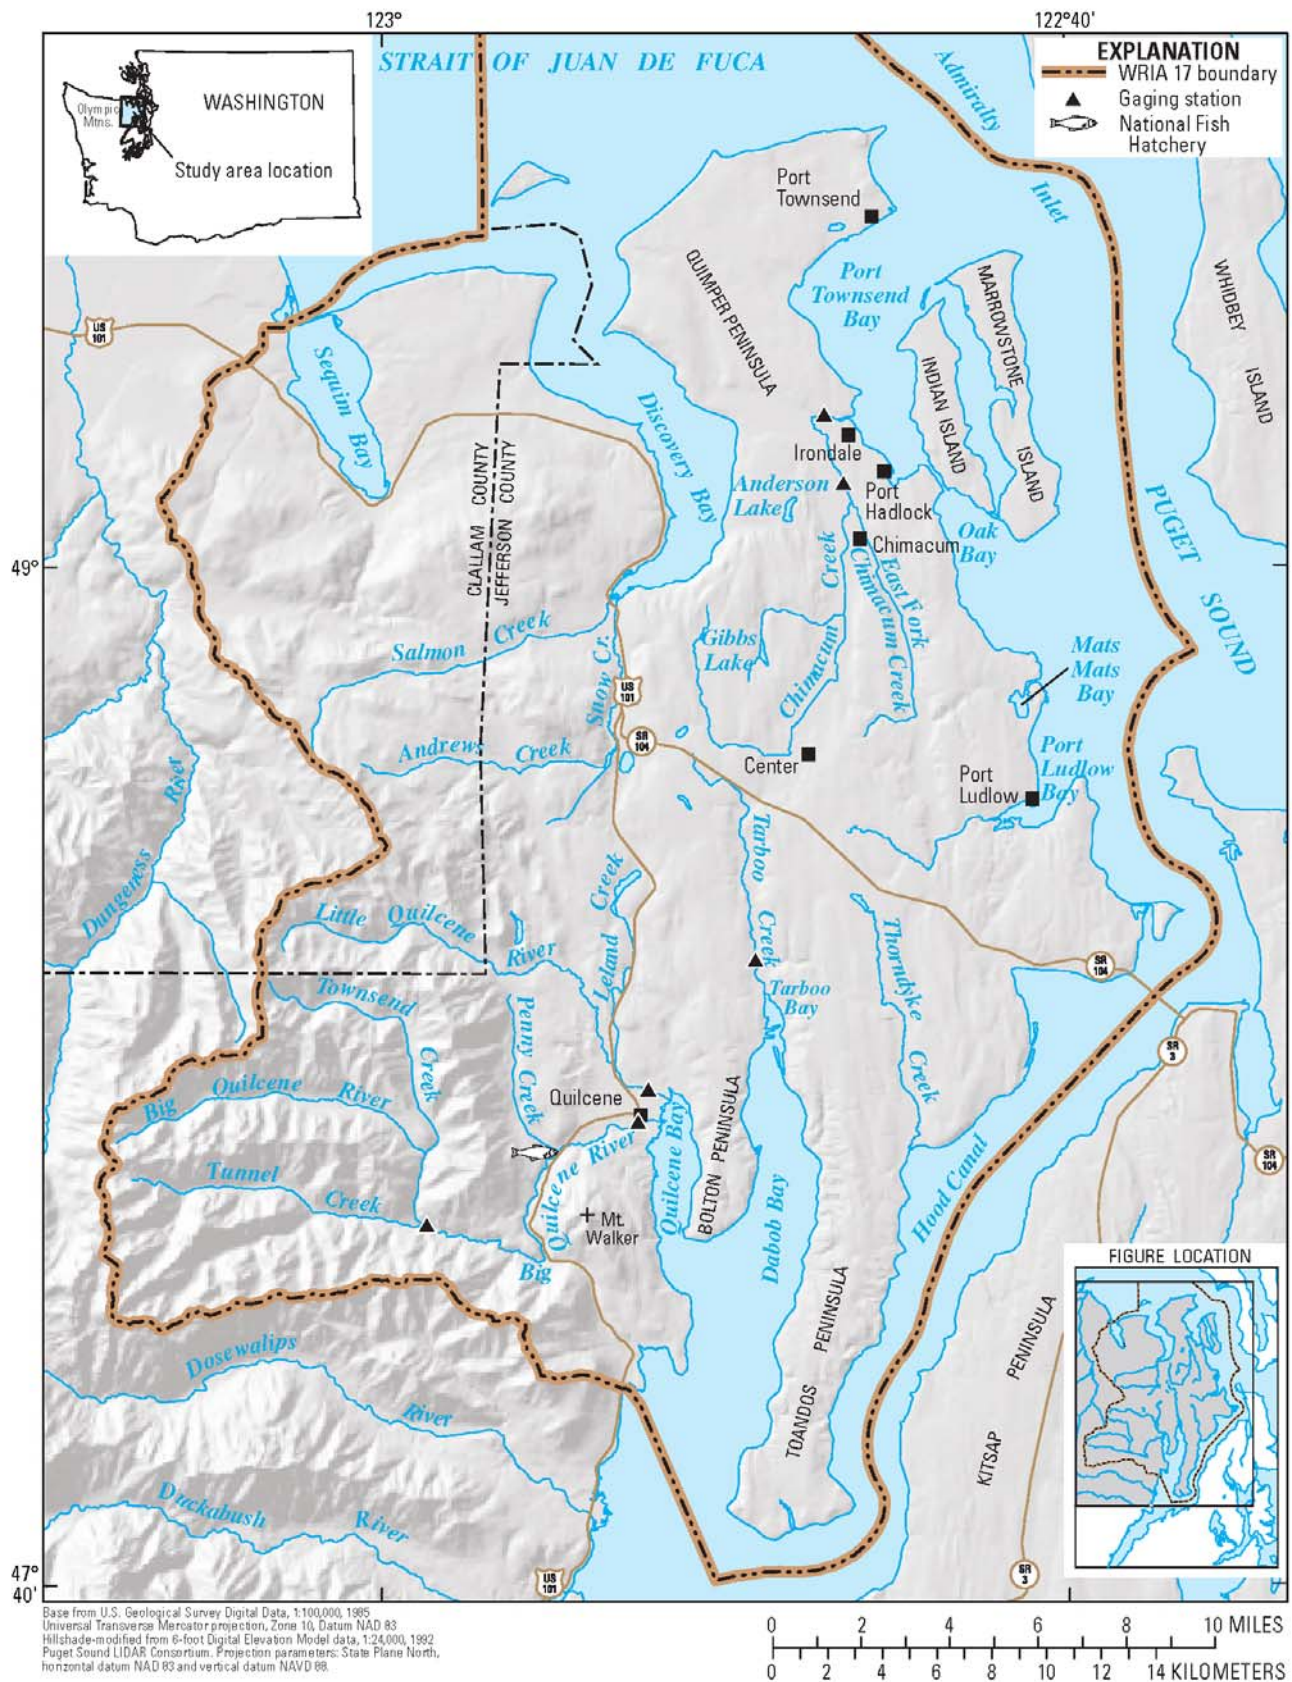 123°
122°40'
STRAIT OF JUAN DE FUCA
Admiralty
Inlet
EXPLANATION
WRIA 17 boundary
Gaging station
National Fish
Hatchery
WASHINGTON
Olympic
Mtns.
Study area location
Port
Townsend
QUIMPER PENINSULA
Port
Townsend
Bay
MARROWSTONE
ISLAND
INDIAN ISLAND
WHIDBEY
ISLAND
US
101
Sequim Bay
Discovery Bay
CLALLAM COUNTY
JEFFERSON COUNTY
Irondale
Anderson
Lake
Port
Hadlock
Chimacum
Oak
Bay
PUGET
SOUND
49°
Salmon Creek
Snow Cr.
Gibbs
Lake
Chimacum Creek
East Fork
Chimacum Creek
Mats
Mats
Bay
US
101
SR
104
Andrews Creek
Center
Port
Ludlow
Port
Ludlow
Bay
Dungeness River
Little Quilcene River
Leland Creek
Tarboo Creek
Thorndyke Creek
SR
104
Tarboo
Bay
Townsend Creek
Penny Creek
SR
3
Big Quilcene River
Quilcene
Quilcene Bay
BOLTON PENINSULA
Dabob Bay
Hood Canal
SR
104
Tunnel Creek
Big Quilcene River
Mt.
Walker
TOANDOS PENINSULA
KITSAP PENINSULA
FIGURE LOCATION
Dosewalips River
Duckabush River
US
101
SR
3
47°
40'
Base from U.S. Geological Survey Digital Data, 1:100,000, 1985
Universal Transverse Mercator projection, Zone 10, Datum NAD 83
Hillshade-modified from 6-foot Digital Elevation Model data, 1:24,000, 1992
Puget Sound LIDAR Consortium. Projection parameters: State Plane North,
horizontal datum NAD 83 and vertical datum NAVD 88.
0 2 4 6 8 10 MILES
0 2 4 6 8 10 12 14 KILOMETERS